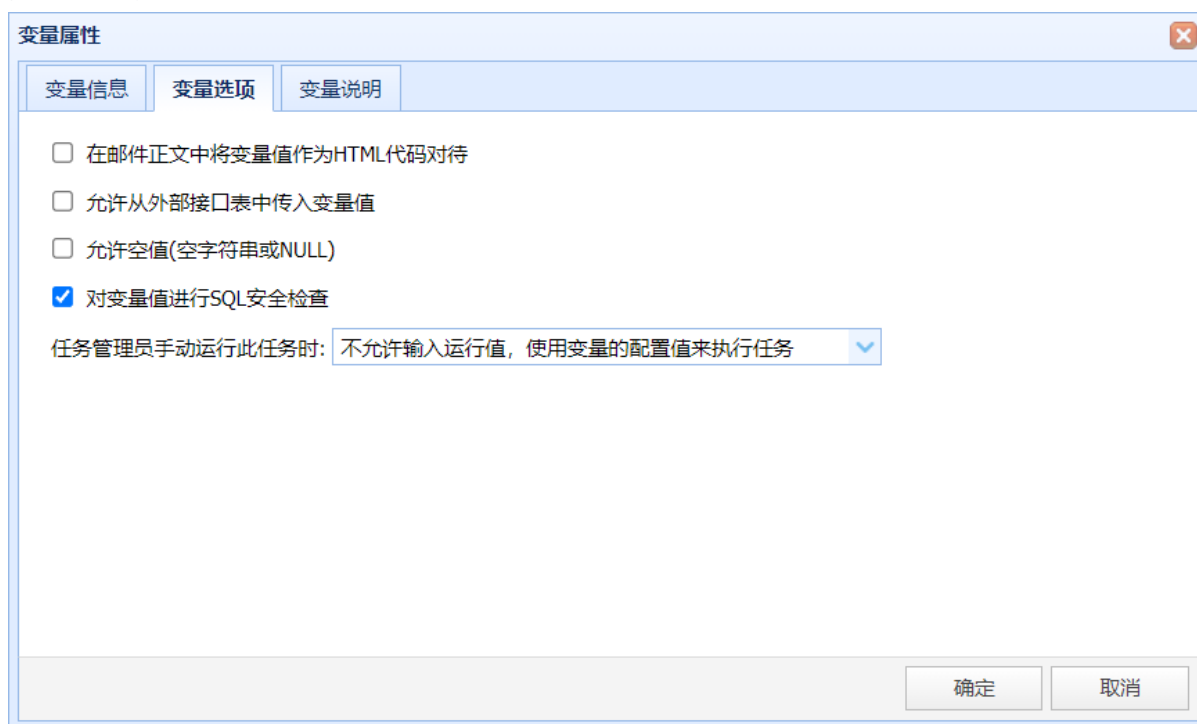 变量属性
变量信息 变量选项 变量说明
在邮件正文中将变量值作为HTML代码对待
允许从外部接口表中传入变量值
允许空值(空字符串或NULL)
对变量值进行SQL安全检查
任务管理员手动运行此任务时: 不允许输入运行值，使用变量的配置值来执行任务
确定 取消